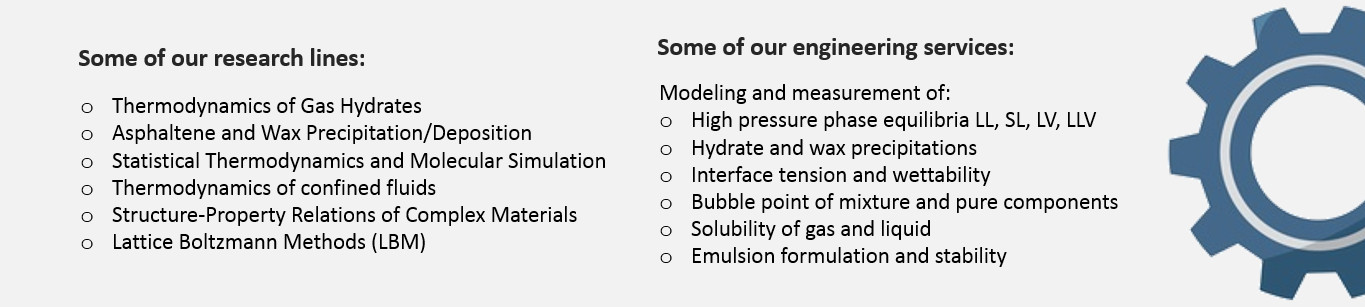 Some of our research lines:
o Thermodynamics of Gas Hydrates
o Asphaltene and Wax Precipitation/Deposition
o Statistical Thermodynamics and Molecular Simulation
o Thermodynamics of confined fluids
o Structure-Property Relations of Complex Materials
o Lattice Boltzmann Methods (LBM)
Some of our engineering services:
Modeling and measurement of:
o High pressure phase equilibria LL, SL, LV, LLV
o Hydrate and wax precipitations
o Interface tension and wettability
o Bubble point of mixture and pure components
o Solubility of gas and liquid
o Emulsion formulation and stability